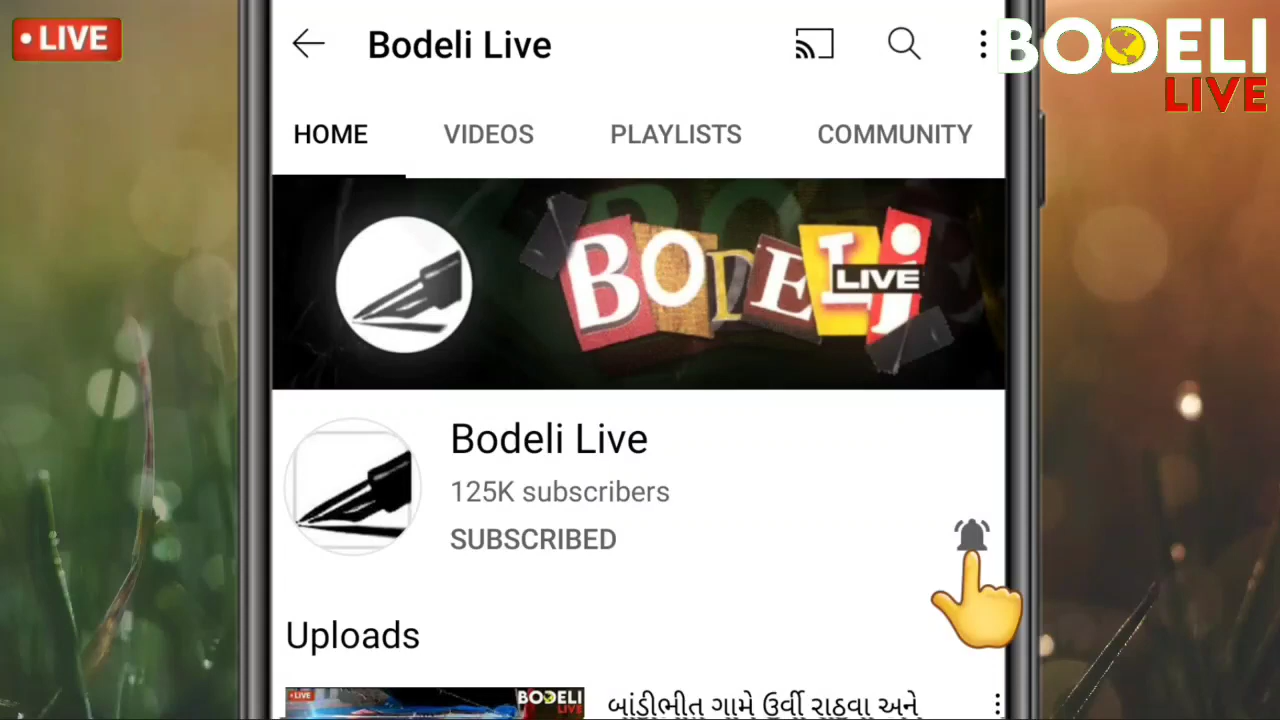 LIVE
BODELI
LIVE
Bodeli Live
HOME VIDEOS PLAYLISTS COMMUNITY
BODELi
LIVE
Bodeli Live
125K subscribers
SUBSCRIBED
Uploads
LIVE
BODELI
LIVE
બાંડીભીત ગામે ઉર્વી રાઠવા અને